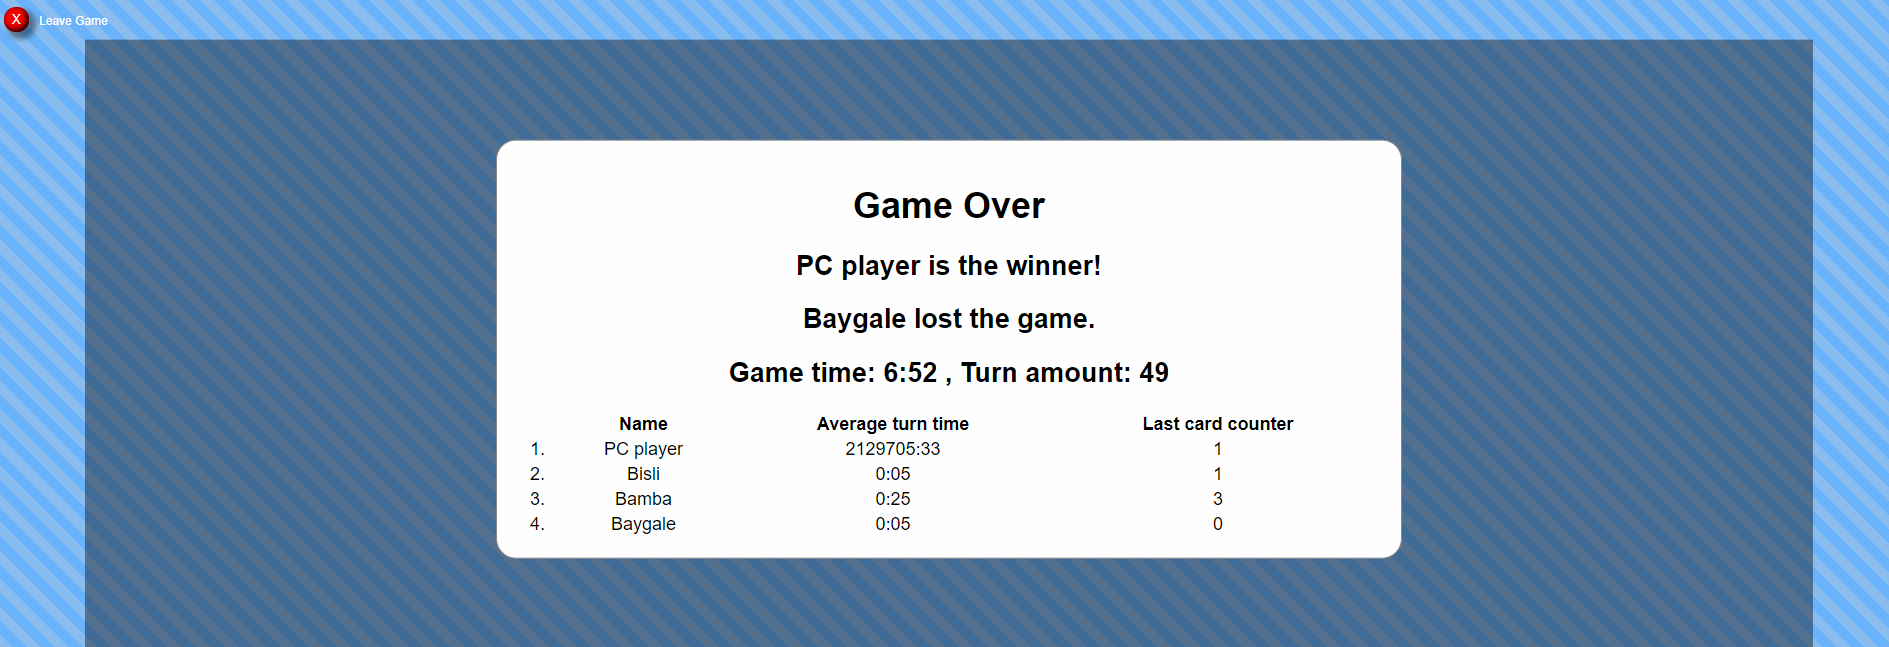 X Leave Game
Game Over
PC player is the winner!
Baygale lost the game.
Game time: 6:52 , Turn amount: 49
Name Average turn time Last card counter
1. PC player 2129705:33 1
2. Bisli 0:05 1
3. Bamba 0:25 3
4. Baygale 0:05 0